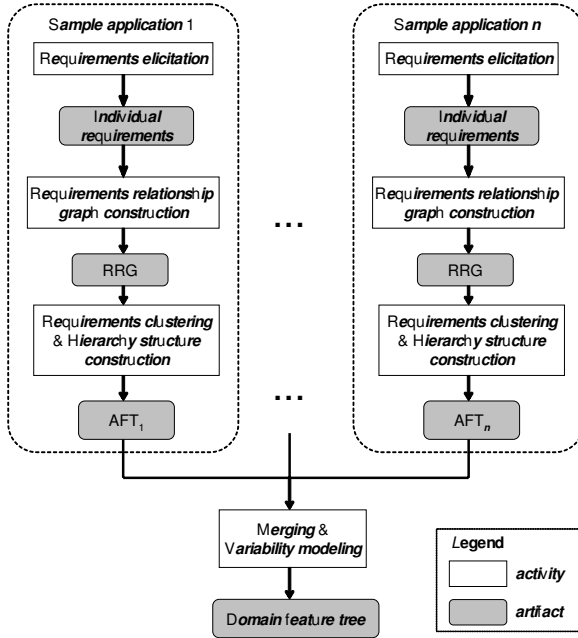 Sample application 1
Requirements elicitation
Individual
requirements
Requirements relationship
graph construction
RRG
Requirements clustering
& Hierarchy structure
construction
AFT1
...
...
Sample application n
Requirements elicitation
Individual
requirements
Requirements relationship
graph construction
RRG
Requirements clustering
& Hierarchy structure
construction
AFTn
Merging &
Variability modeling
Domain feature tree
Legend
activity
artifact